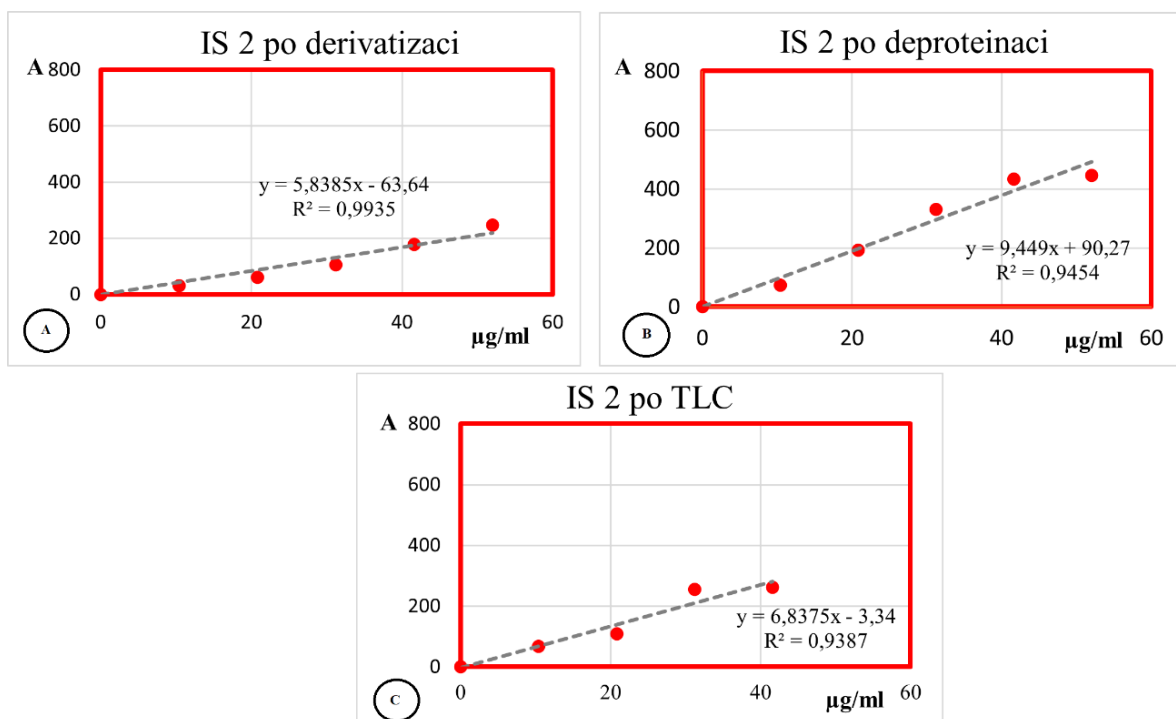 IS 2 po derivatizaci
A
800
600
400
200
0
y = 5,8385x - 63,64
R² = 0,9935
0
20
40
60
µg/ml
A
IS 2 po deproteinaci
A
800
600
400
200
0
y = 9,449x + 90,27
R² = 0,9454
0
20
40
60
µg/ml
B
IS 2 po TLC
A
800
600
400
200
0
y = 6,8375x - 3,34
R² = 0,9387
0
20
40
60
µg/ml
C